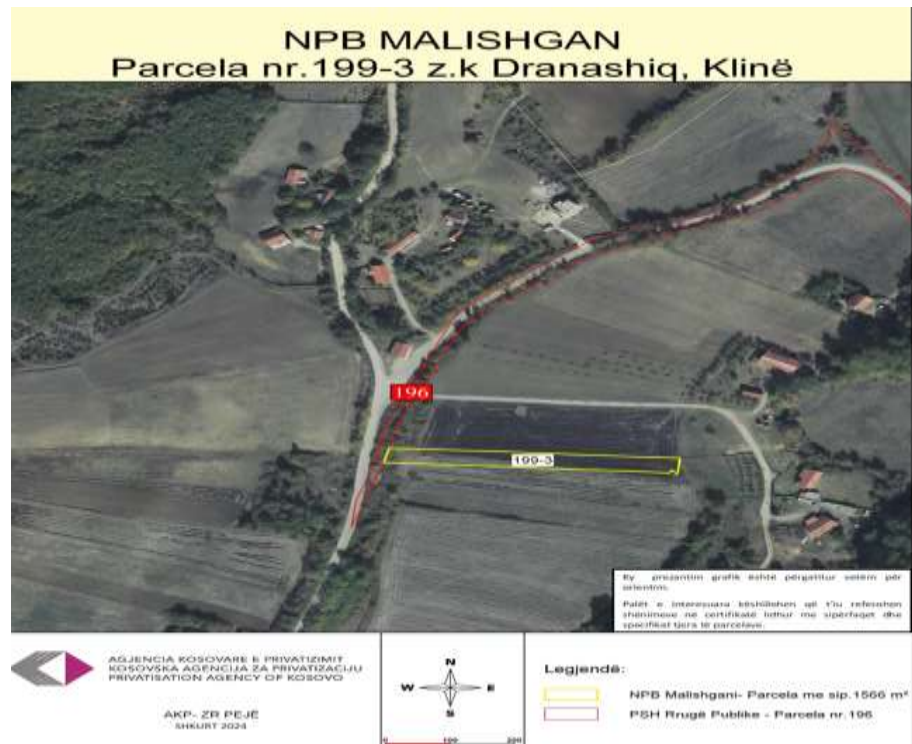 NPB MALISHGAN
Parcela nr.199-3 z.k Dranashiq, Klinë
196
199-3
Ky prezantim grafik është përgatitur vetëm për
orientim.
Palët e interesuara këshillohen që t'iu referohen
shënimeve në certifikatë lidhur me sipërfaqet dhe
specifikat tjera të parcelave.
AGJENCIA KOSOVARE E PRIVATIZIMIT
KOSOVSKA AGENCIJA ZA PRIVATIZACIJU
PRIVATISATION AGENCY OF KOSOVO
AKP- ZR PEJË
SHKURT 2024
N
W E
S
0 100 200
Legjendë:
NPB Malishgani- Parcela me sip.1566 m²
PSH Rrugë Publike - Parcela nr.196